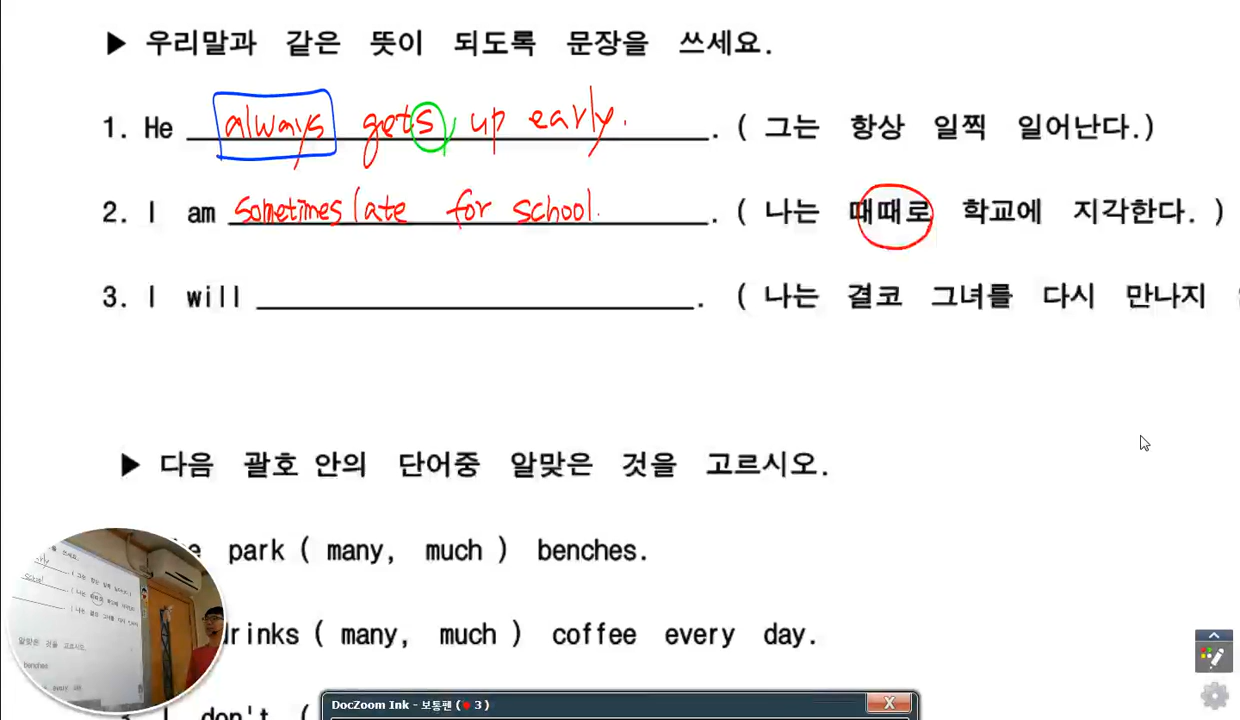 ▶ 우리말과 같은 뜻이 되도록 문장을 쓰세요.
1. He always gets up early. . ( 그는 항상 일찍 일어난다.)
2. I am sometimes late for school. . ( 나는 때때로 학교에 지각한다. )
3. I will . ( 나는 결코 그녀를 다시 만나지
▶ 다음 괄호 안의 단어중 알맞은 것을 고르시오.
park ( many, much ) benches.
drinks ( many, much ) coffee every day.
I don't (
DocZoom Ink - 보통펜 ( 3 )